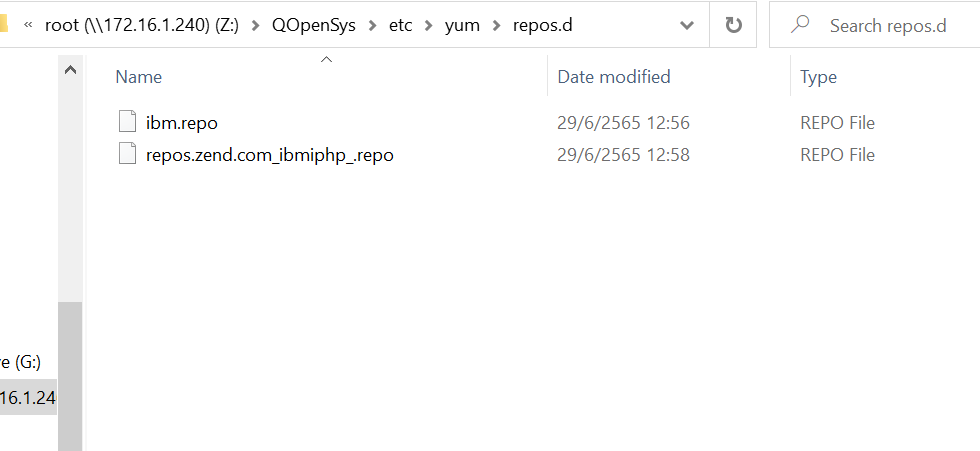 « root (\\172.16.1.240) (Z:) > QOpenSys > etc > yum > repos.d
Search repos.d
Name Date modified Type
ibm.repo 29/6/2565 12:56 REPO File
repos.zend.com_ibmiphp_.repo 29/6/2565 12:58 REPO File
e (G:)
16.1.24